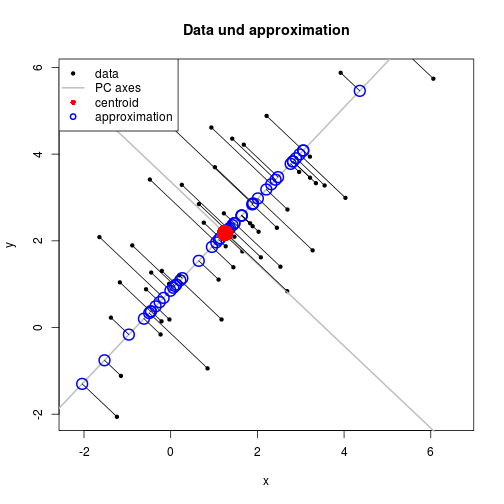 Data und approximation
data
PC axes
centroid
approximation
6
4
2
0
-2
y
-2 0 2 4 6
x